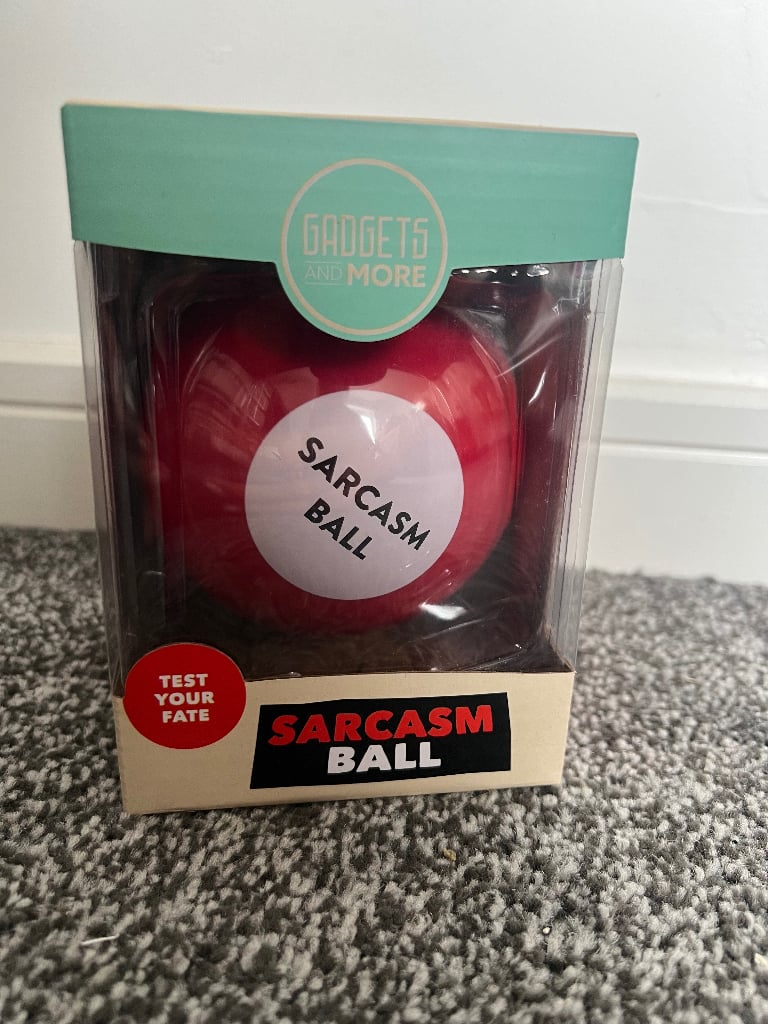 GADGETS
AND MORE
SARCASM
BALL
TEST
YOUR
FATE
SARCASM
BALL